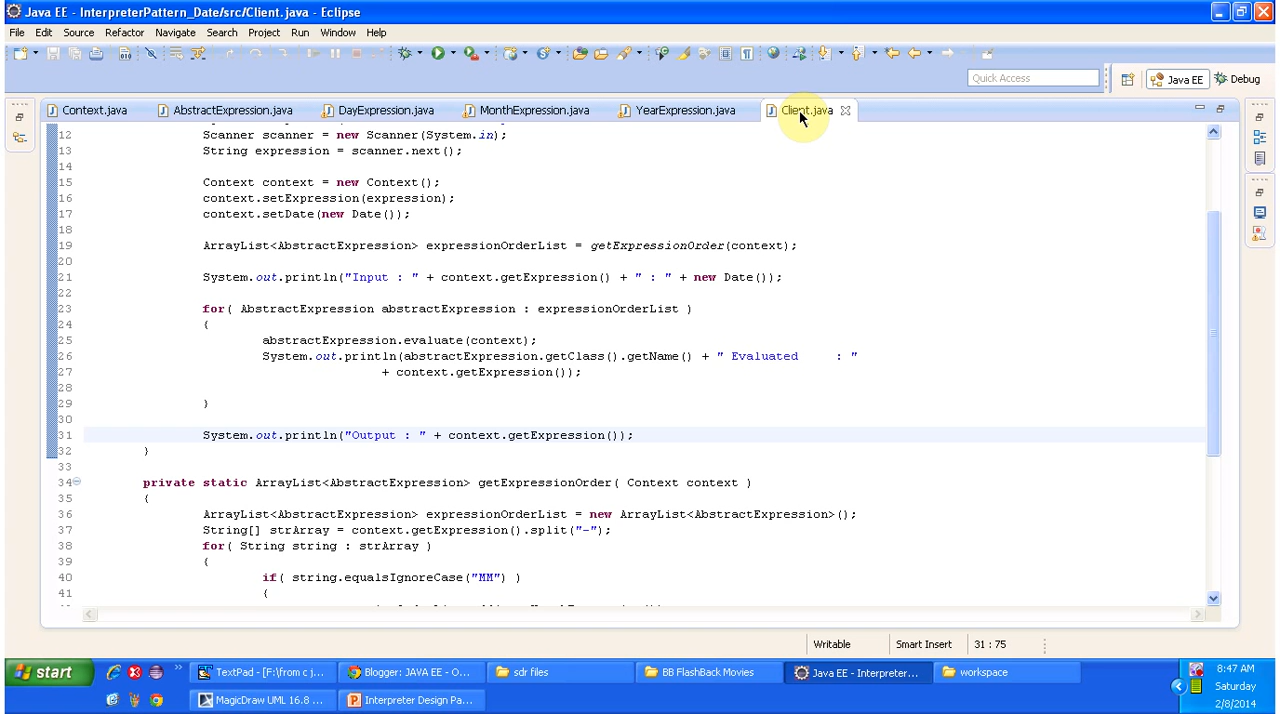 Java EE - InterpreterPattern_Date/src/Client.java - Eclipse
File Edit Source Refactor Navigate Search Project Run Window Help
Quick Access
Java EE
Debug
Context.java AbstractExpression.java DayExpression.java MonthExpression.java YearExpression.java Client.java
12 Scanner scanner = new Scanner(System.in);
13 String expression = scanner.next();
14
15 Context context = new Context();
16 context.setExpression(expression);
17 context.setDate(new Date());
18
19 ArrayList<AbstractExpression> expressionOrderList = getExpressionOrder(context);
20
21 System.out.println("Input : " + context.getExpression() + " : " + new Date());
22
23 for( AbstractExpression abstractExpression : expressionOrderList )
24 {
25 abstractExpression.evaluate(context);
26 System.out.println(abstractExpression.getClass().getName() + " Evaluated     : "
27 + context.getExpression());
28
29 }
30
31 System.out.println("Output : " + context.getExpression());
32 }
33
34 private static ArrayList<AbstractExpression> getExpressionOrder( Context context )
35 {
36 ArrayList<AbstractExpression> expressionOrderList = new ArrayList<AbstractExpression>();
37 String[] strArray = context.getExpression().split("-");
38 for( String string : strArray )
39 {
40 if( string.equalsIgnoreCase("MM") )
41 {
Writable Smart Insert 31 : 75
start
TextPad - [F:\from c j...
Blogger: JAVA EE - O...
sdr files
BB FlashBack Movies
Java EE - Interpreter...
workspace
8:47 AM
MagicDraw UML 16.8 ...
Interpreter Design Pa...
Saturday
2/8/2014